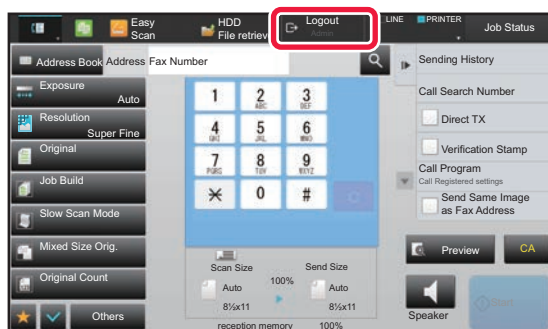 Easy
Scan
HDD
File retriev
Logout
Admin
LINE
PRINTER
Job Status
Address Book
Address
Fax Number
Exposure
Auto
Resolution
Super Fine
Original
Job Build
Slow Scan Mode
Mixed Size Orig.
Original Count
Others
1
2
ABC
3
DEF
4
GHI
5
JKL
6
MNO
7
PQRS
8
TUV
9
WXYZ
0
#
Scan Size
Send Size
100%
Auto
Auto
8½x11
8½x11
reception memory 100%
Sending History
Call Search Number
Direct TX
Verification Stamp
Call Program
Call Registered settings
Send Same Image
as Fax Address
Preview
CA
Speaker
Start